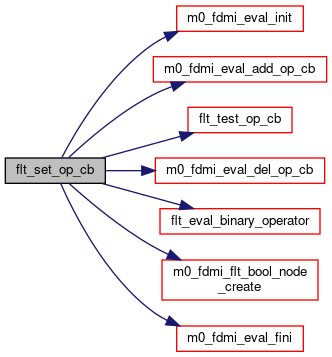 m0_fdmi_eval_init
m0_fdmi_eval_add_op_cb
flt_test_op_cb
flt_set_op_cb
m0_fdmi_eval_del_op_cb
flt_eval_binary_operator
m0_fdmi_flt_bool_node
_create
m0_fdmi_eval_fini